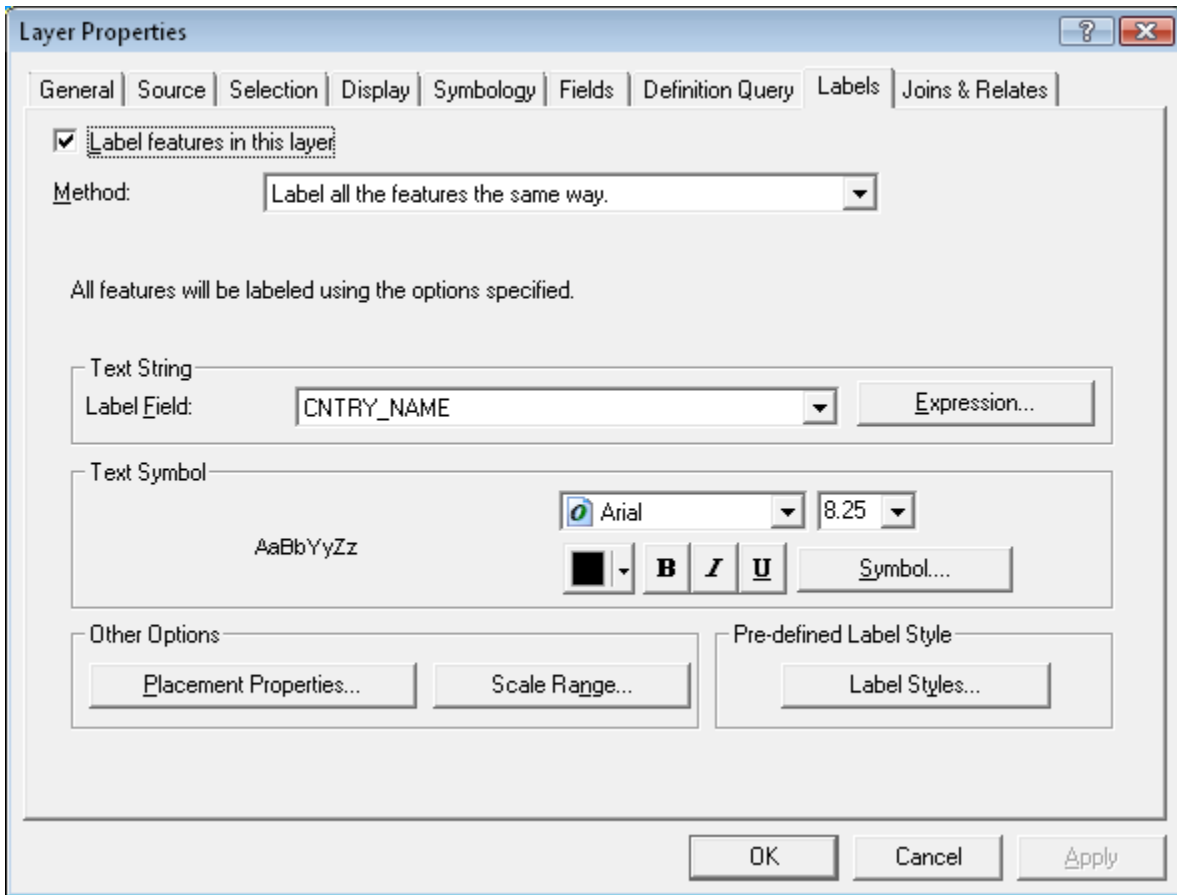 Layer Properties
General Source Selection Display Symbology Fields Definition Query Labels Joins & Relates
Label features in this layer
Method: Label all the features the same way.
All features will be labeled using the options specified.
Text String
Label Field: CNTRY_NAME Expression...
Text Symbol
AaBbYyZz
Arial 8.25
B I U Symbol....
Other Options
Placement Properties... Scale Range...
Pre-defined Label Style
Label Styles...
OK Cancel Apply